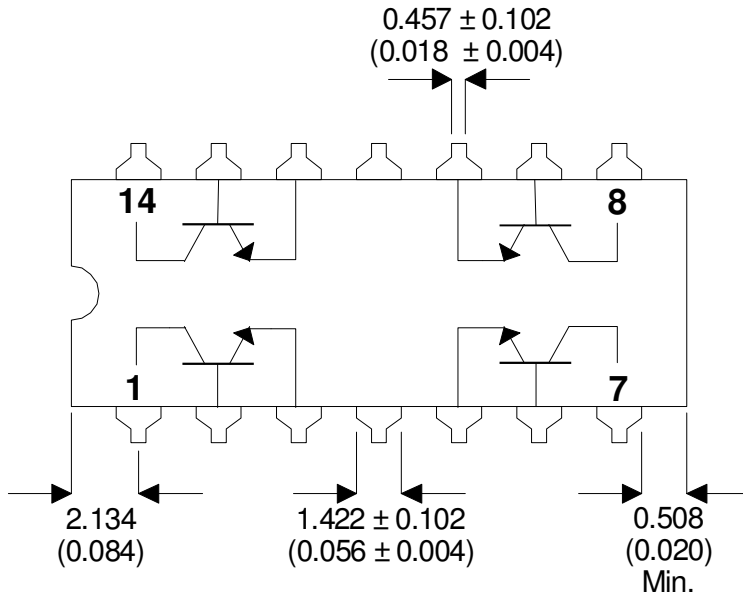 0.457 ± 0.102
(0.018 ± 0.004)
14
8
1
7
2.134
(0.084)
1.422 ± 0.102
(0.056 ± 0.004)
0.508
(0.020)
Min.